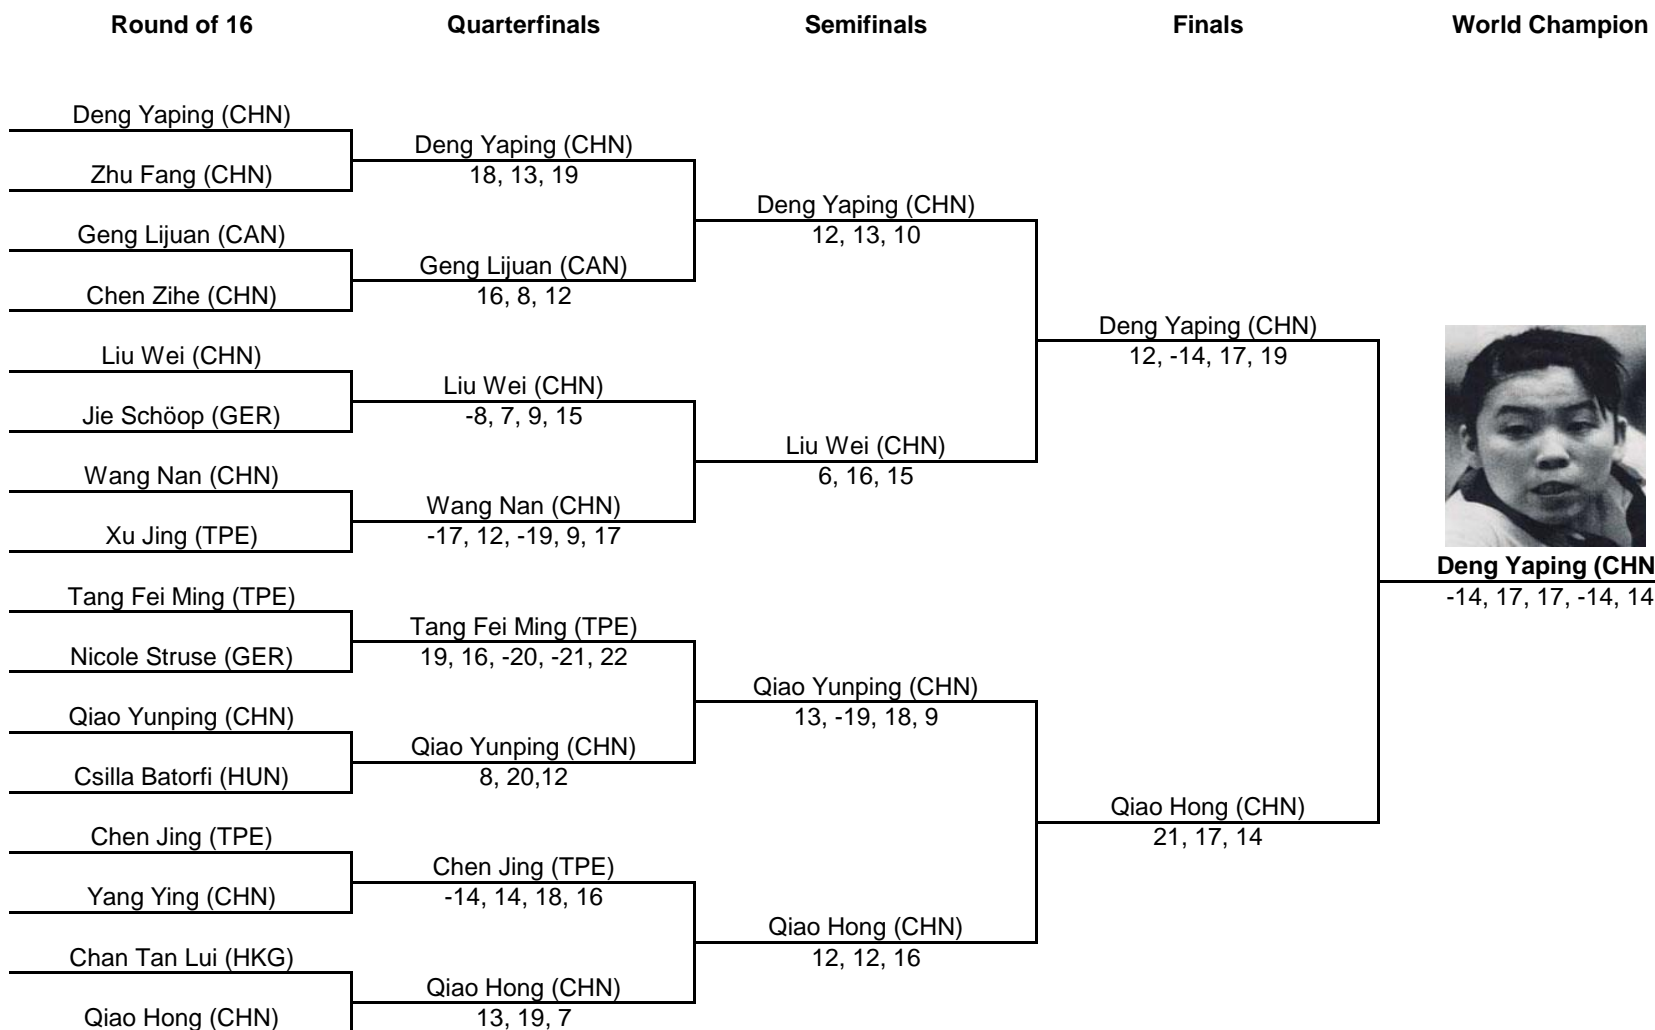 Round of 16
Quarterfinals
Semifinals
Finals
World Champion
Deng Yaping (CHN)
Zhu Fang (CHN)
Geng Lijuan (CAN)
Chen Zihe (CHN)
Liu Wei (CHN)
Jie Schöop (GER)
Wang Nan (CHN)
Xu Jing (TPE)
Tang Fei Ming (TPE)
Nicole Struse (GER)
Qiao Yunping (CHN)
Csilla Batorfi (HUN)
Chen Jing (TPE)
Yang Ying (CHN)
Chan Tan Lui (HKG)
Qiao Hong (CHN)
Deng Yaping (CHN)
18, 13, 19
Geng Lijuan (CAN)
16, 8, 12
Liu Wei (CHN)
-8, 7, 9, 15
Wang Nan (CHN)
-17, 12, -19, 9, 17
Tang Fei Ming (TPE)
19, 16, -20, -21, 22
Qiao Yunping (CHN)
8, 20,12
Chen Jing (TPE)
-14, 14, 18, 16
Qiao Hong (CHN)
13, 19, 7
Deng Yaping (CHN)
12, 13, 10
Liu Wei (CHN)
6, 16, 15
Qiao Yunping (CHN)
13, -19, 18, 9
Qiao Hong (CHN)
12, 12, 16
Deng Yaping (CHN)
12, -14, 17, 19
Qiao Hong (CHN)
21, 17, 14
Deng Yaping (CHN
-14, 17, 17, -14, 14